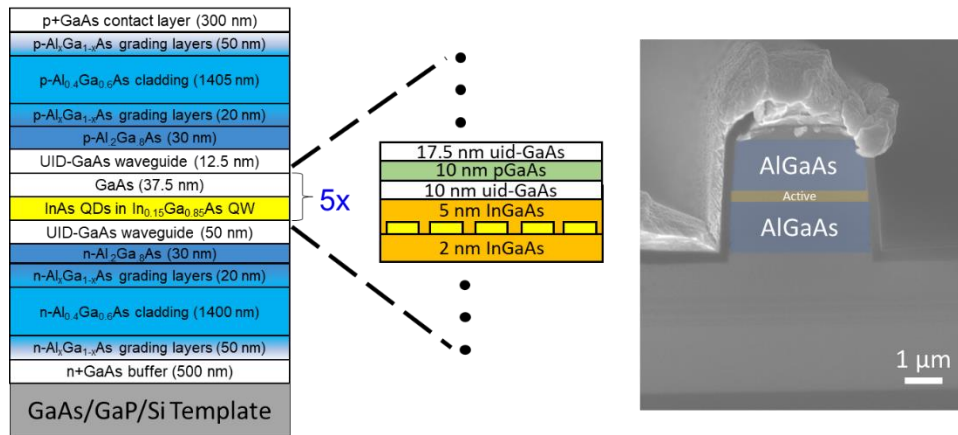 p+GaAs contact layer (300 nm)
p-AlₓGa₁₋ₓAs grading layers (50 nm)
p-Al₀.₄Ga₀.₆As cladding (1405 nm)
p-AlₓGa₁₋ₓAs grading layers (20 nm)
p-Al.₂Ga.₈As (30 nm)
UID-GaAs waveguide (12.5 nm)
GaAs (37.5 nm)
InAs QDs in In₀.₁₅Ga₀.₈₅As QW
UID-GaAs waveguide (50 nm)
n-Al.₂Ga.₈As (30 nm)
n-AlₓGa₁₋ₓAs grading layers (20 nm)
n-Al₀.₄Ga₀.₆As cladding (1400 nm)
n-AlₓGa₁₋ₓAs grading layers (50 nm)
n+GaAs buffer (500 nm)
GaAs/GaP/Si Template
5x
17.5 nm uid-GaAs
10 nm pGaAs
10 nm uid-GaAs
5 nm InGaAs
2 nm InGaAs
AlGaAs
Active
AlGaAs
1 µm